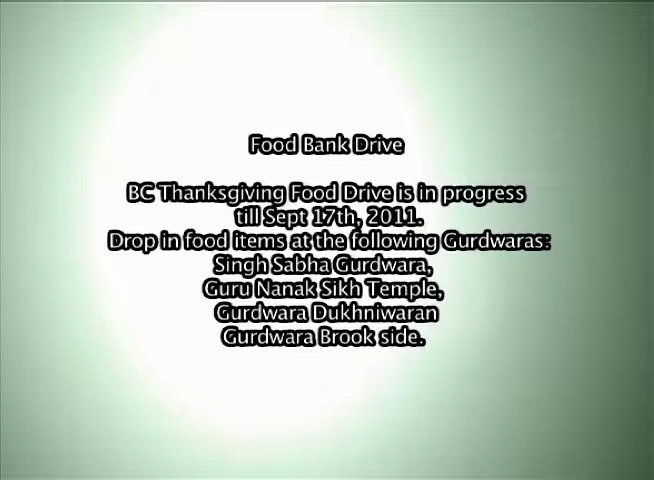 Food Bank Drive
BC Thanksgiving Food Drive is in progress
till Sept 17th, 2011.
Drop in food items at the following Gurdwaras:
Singh Sabha Gurdwara,
Guru Nanak Sikh Temple,
Gurdwara Dukhniwaran
Gurdwara Brook side.